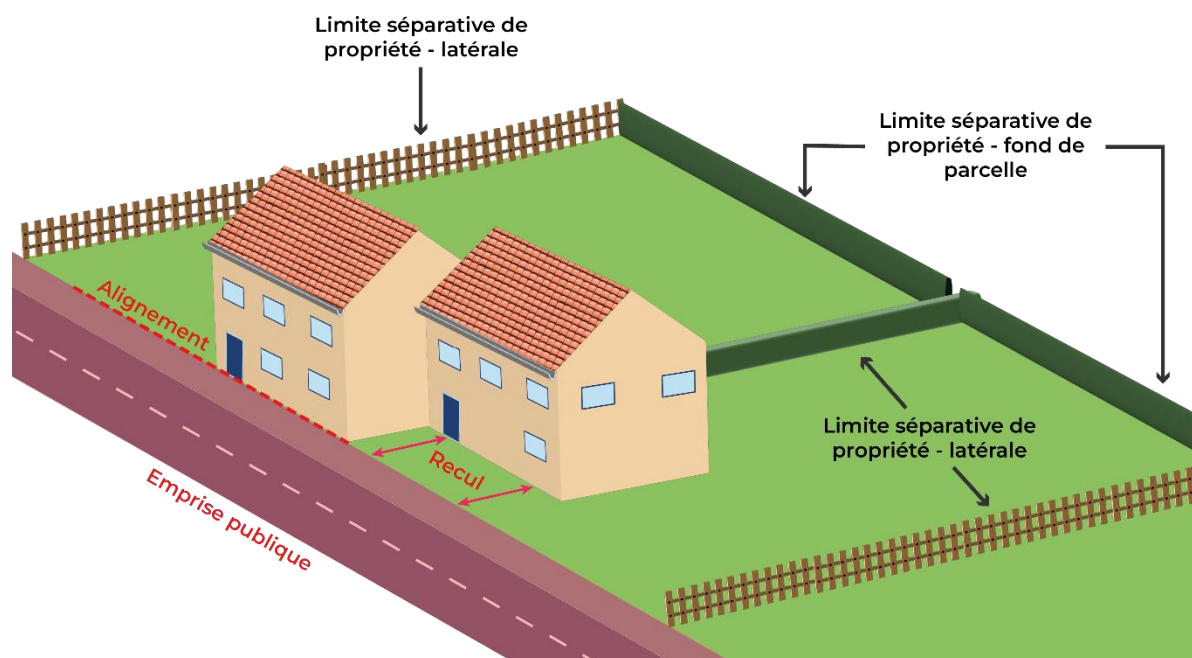 Limite séparative de
propriété - latérale
Limite séparative de
propriété - fond de
parcelle
Alignement
Recul
Limite séparative de
propriété - latérale
Emprise publique